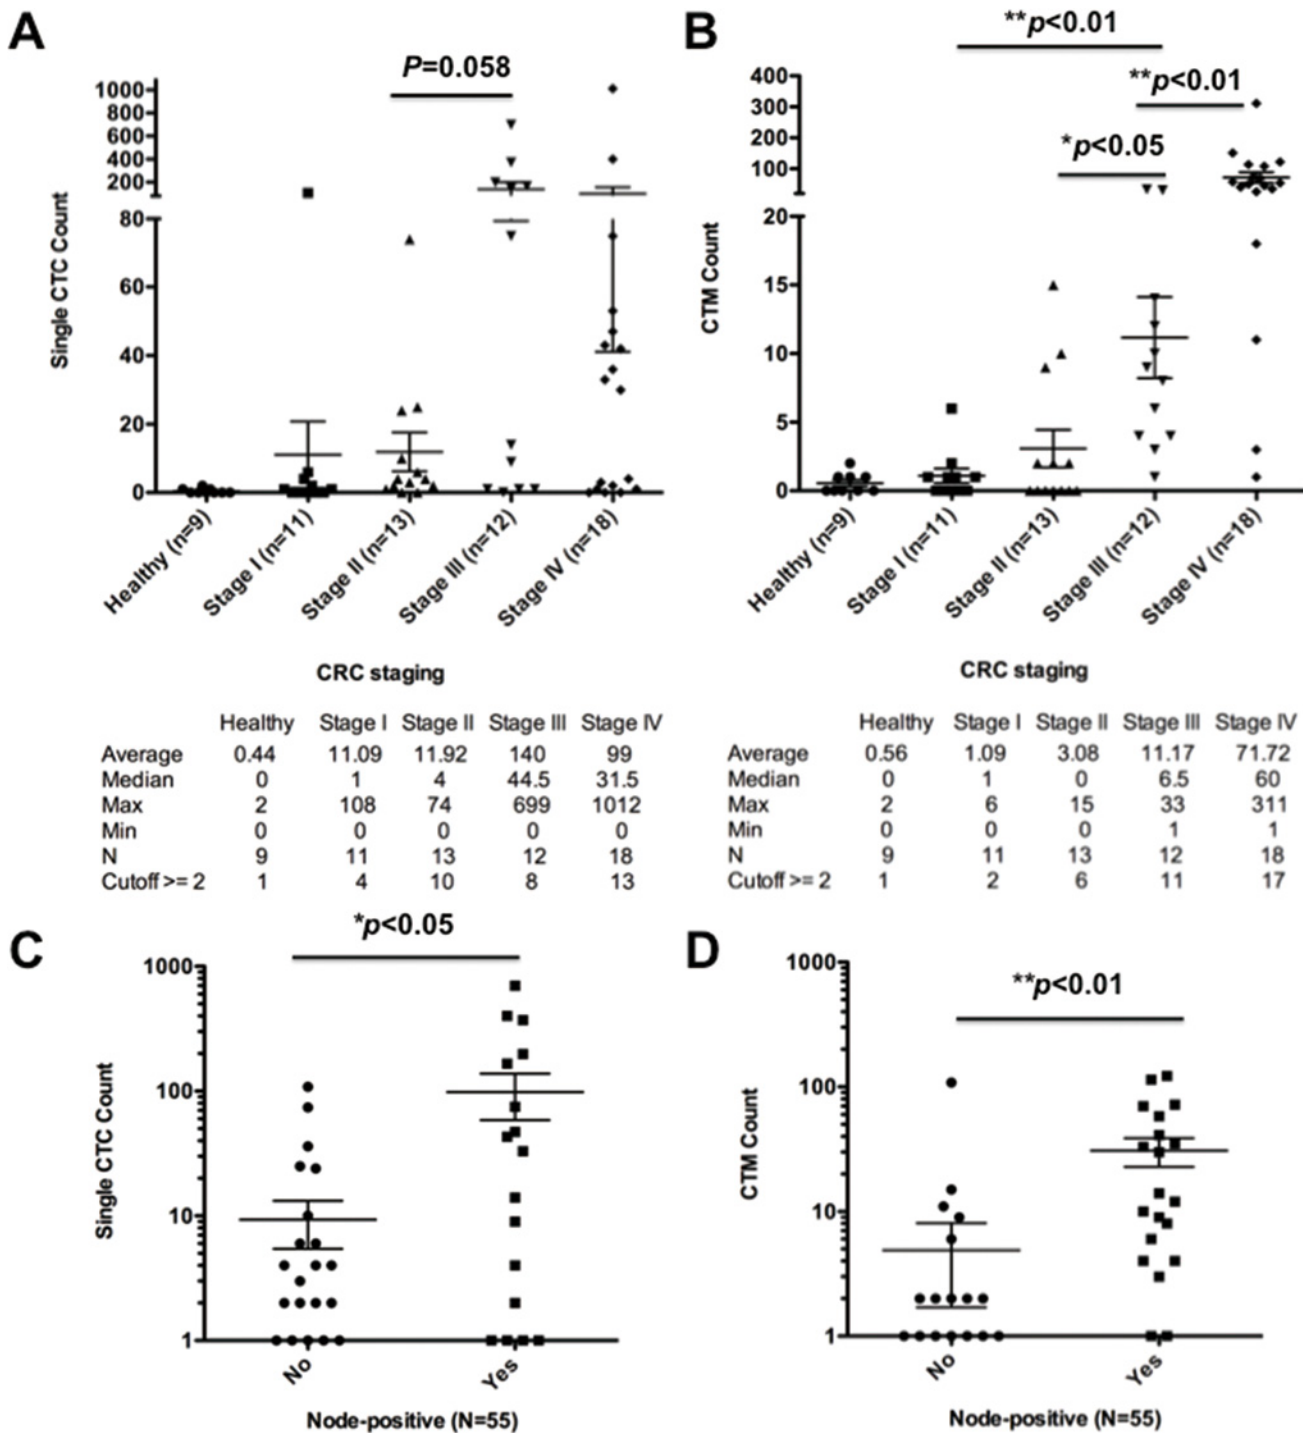 A
P=0.058
1000
800
600
400
200
80
60
40
20
0
Single CTC Count
Healthy (n=9)
Stage I (n=11)
Stage II (n=13)
Stage III (n=12)
Stage IV (n=18)
CRC staging
Healthy Stage I Stage II Stage III Stage IV
Average 0.44 11.09 11.92 140 99
Median 0 1 4 44.5 31.5
Max 2 108 74 699 1012
Min 0 0 0 0 0
N 9 11 13 12 18
Cutoff >= 2 1 4 10 8 13
B
**p<0.01
**p<0.01
*p<0.05
400
300
200
100
20
15
10
5
0
CTM Count
Healthy (n=9)
Stage I (n=11)
Stage II (n=13)
Stage III (n=12)
Stage IV (n=18)
CRC staging
Healthy Stage I Stage II Stage III Stage IV
Average 0.56 1.09 3.08 11.17 71.72
Median 0 1 0 6.5 60
Max 2 6 15 33 311
Min 0 0 0 1 1
N 9 11 13 12 18
Cutoff >= 2 1 2 6 11 17
C
*p<0.05
1000
100
10
1
Single CTC Count
No
Yes
Node-positive (N=55)
D
**p<0.01
1000
100
10
1
CTM Count
No
Yes
Node-positive (N=55)